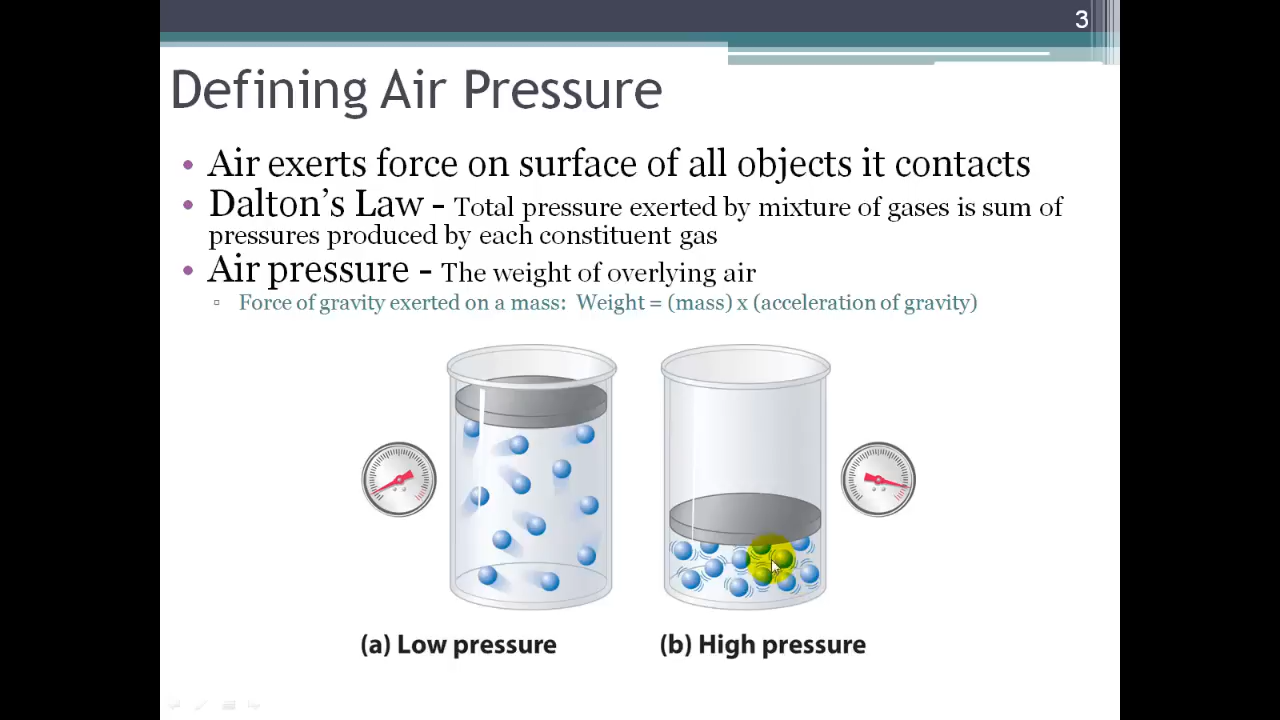 3
Defining Air Pressure
• Air exerts force on surface of all objects it contacts
• Dalton's Law - Total pressure exerted by mixture of gases is sum of
pressures produced by each constituent gas
• Air pressure - The weight of overlying air
▫ Force of gravity exerted on a mass: Weight = (mass) x (acceleration of gravity)
(a) Low pressure
(b) High pressure